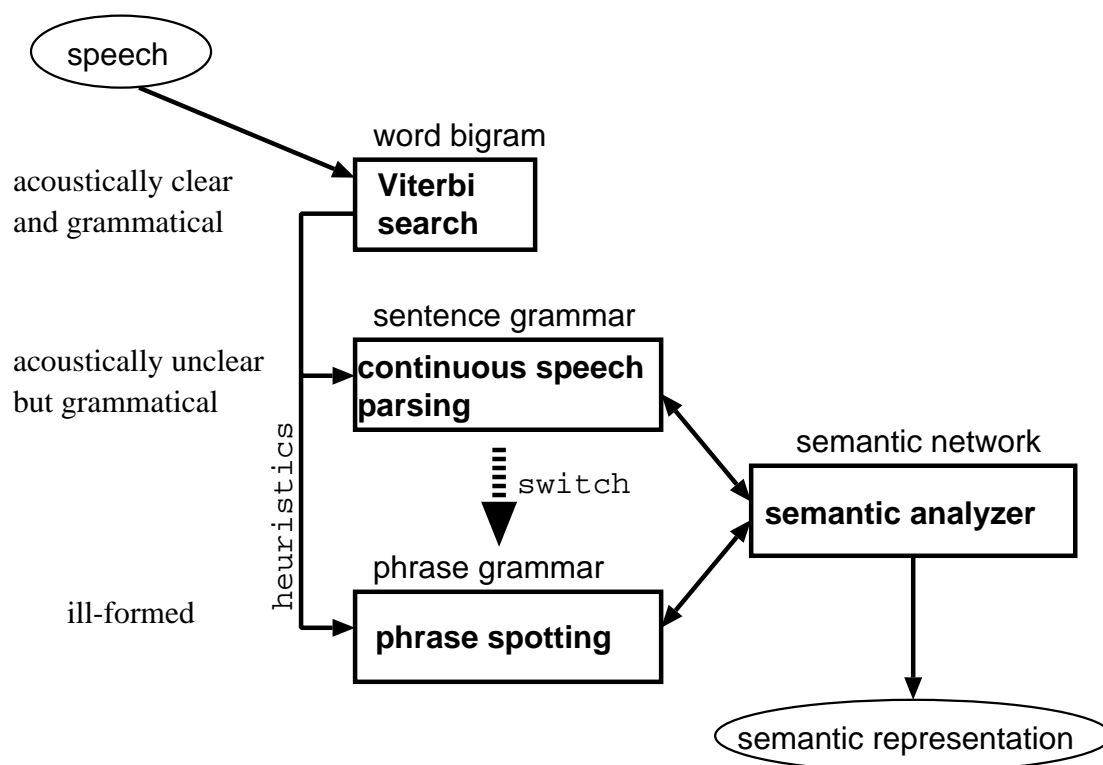 speech
word bigram
Viterbi
search
acoustically clear
and grammatical
sentence grammar
continuous speech
parsing
acoustically unclear
but grammatical
heuristics
switch
semantic network
semantic analyzer
phrase grammar
phrase spotting
ill-formed
semantic representation